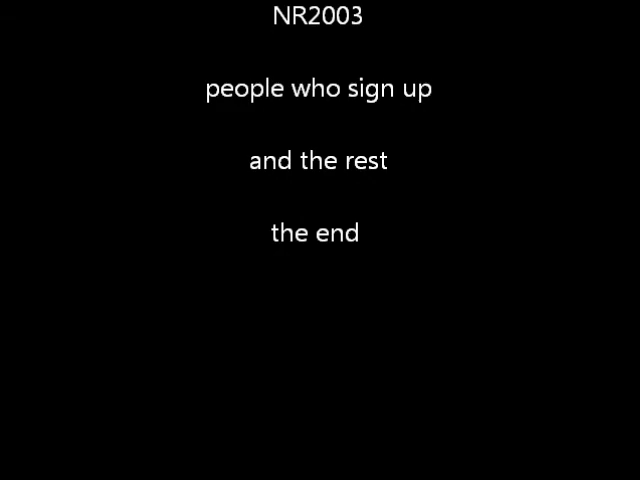 NR2003
people who sign up
and the rest
the end